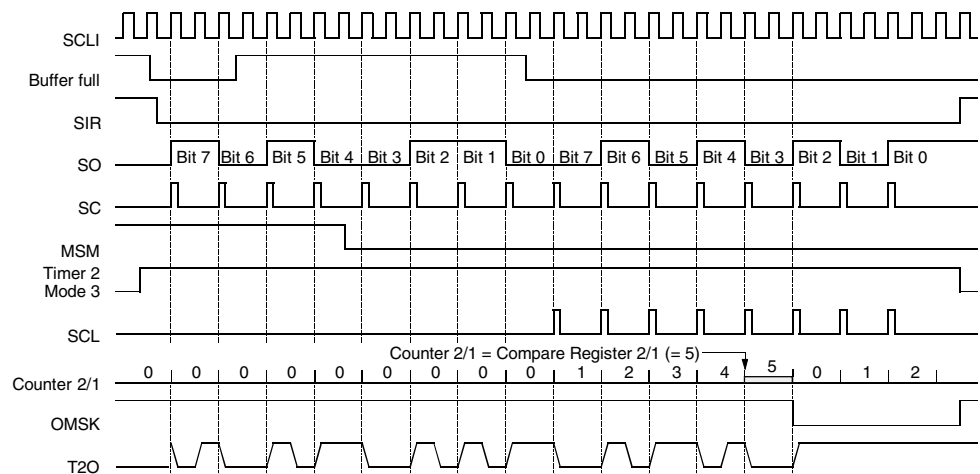 SCLI
Buffer full
SIR
SO Bit 7 Bit 6 Bit 5 Bit 4 Bit 3 Bit 2 Bit 1 Bit 0 Bit 7 Bit 6 Bit 5 Bit 4 Bit 3 Bit 2 Bit 1 Bit 0
SC
MSM
Timer 2
Mode 3
SCL
Counter 2/1 = Compare Register 2/1 (= 5)
Counter 2/1 0 0 0 0 0 0 0 0 0 1 2 3 4 5 0 1 2
OMSK
T2O